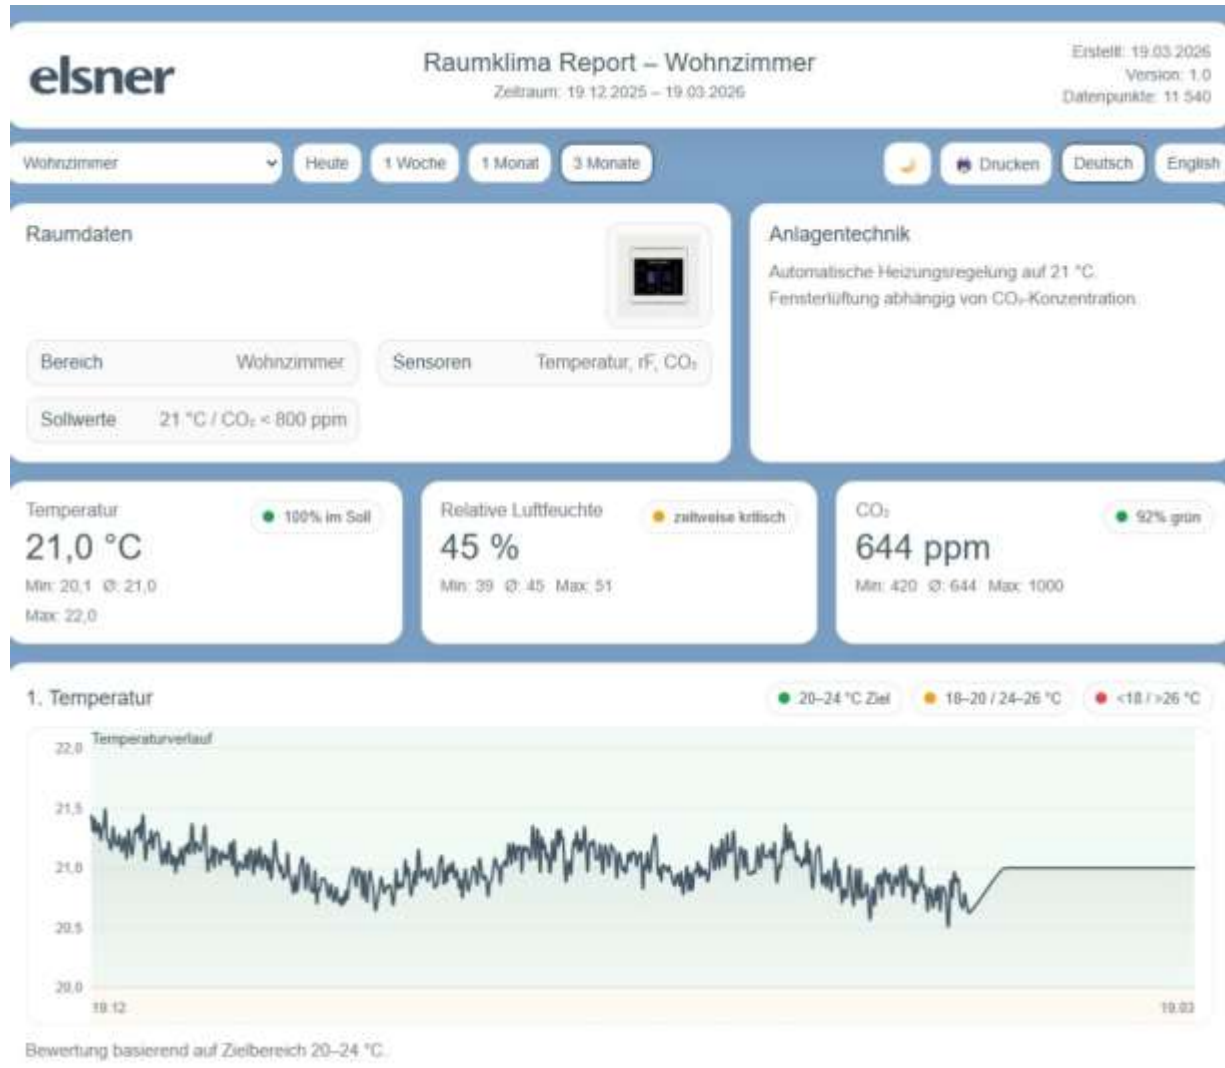 elsner
Raumklima Report – Wohnzimmer
Zeitraum: 19.12.2025 – 19.03.2026
Erstellt: 19.03.2026
Version: 1.0
Datenpunkte: 11 540
Wohnzimmer
Heute
1 Woche
1 Monat
3 Monate
Drucken
Deutsch
English
Raumdaten
Bereich Wohnzimmer
Sensoren Temperatur, rF, CO₂
Sollwerte 21 °C / CO₂ < 800 ppm
Anlagentechnik
Automatische Heizungsregelung auf 21 °C.
Fensterlüftung abhängig von CO₂-Konzentration.
Temperatur
100% im Soll
21,0 °C
Min: 20,1 Ø: 21,0
Max: 22,0
Relative Luftfeuchte
zeitweise kritisch
45 %
Min: 39 Ø: 45 Max: 51
CO₂
92% grün
644 ppm
Min: 420 Ø: 644 Max: 1000
1. Temperatur
20–24 °C Ziel
18–20 / 24–26 °C
<18 / >26 °C
Temperaturverlauf
22,0
21,5
21,0
20,5
20,0
19.12
19.03
Bewertung basierend auf Zielbereich 20–24 °C.